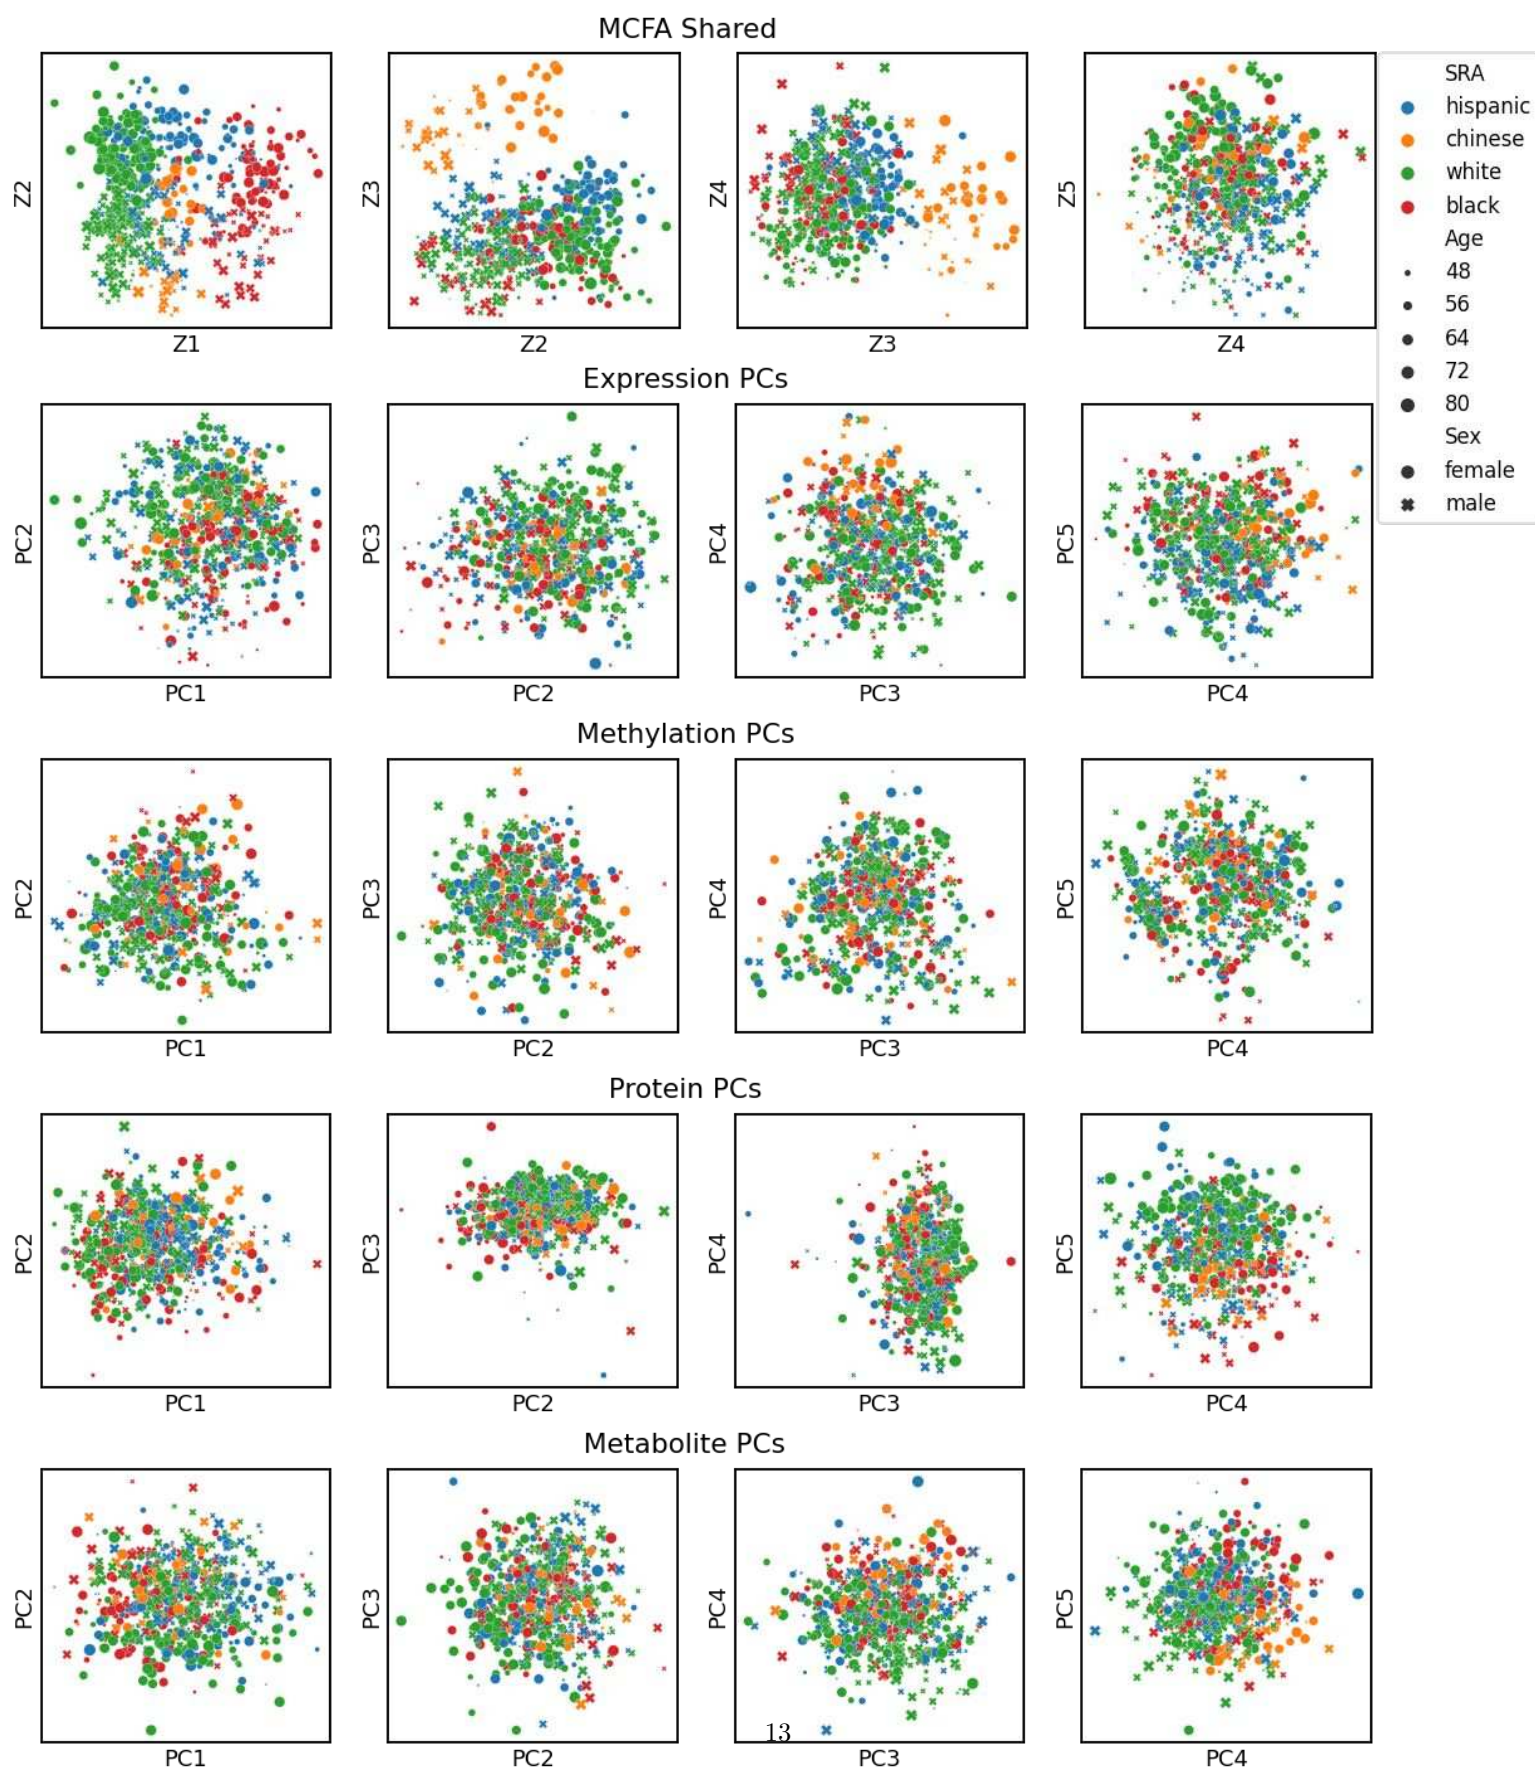 MCFA Shared
Z2
Z1
Z3
Z2
Z4
Z3
Z5
Z4
SRA
hispanic
chinese
white
black
Age
48
56
64
72
80
Sex
female
male
Expression PCs
PC2
PC1
PC3
PC2
PC4
PC3
PC5
PC4
Methylation PCs
PC2
PC1
PC3
PC2
PC4
PC3
PC5
PC4
Protein PCs
PC2
PC1
PC3
PC2
PC4
PC3
PC5
PC4
Metabolite PCs
PC2
PC1
PC3
PC2
PC4
PC3
PC5
PC4
13